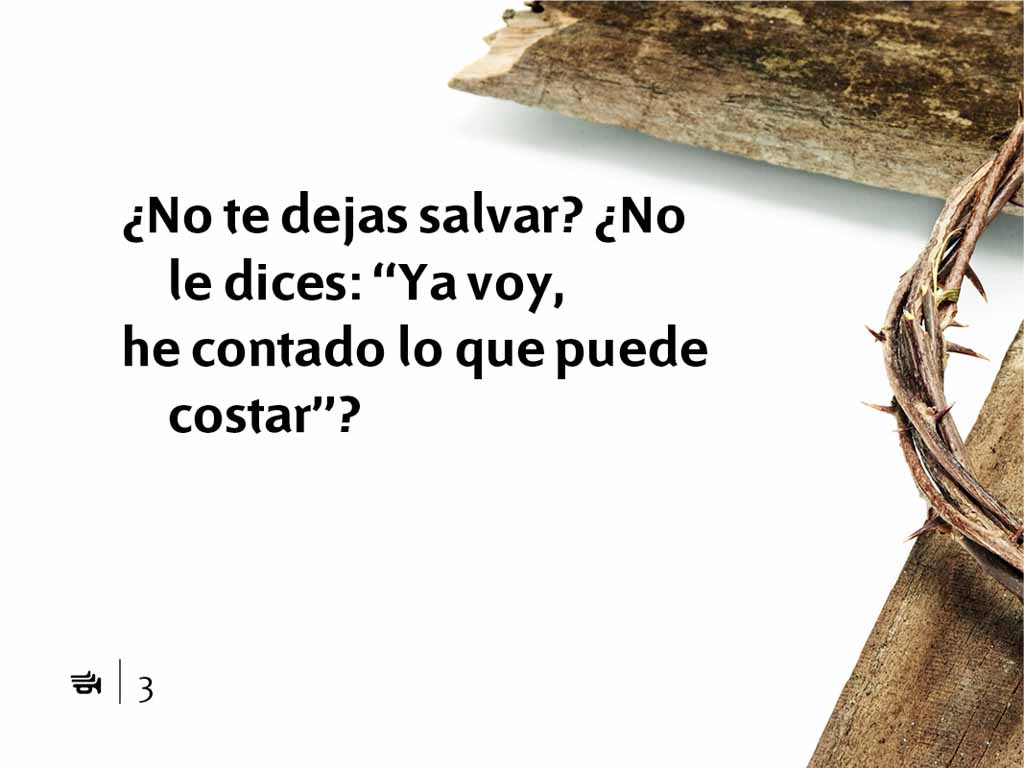 ¿No te dejas salvar? ¿No
le dices: “Ya voy,
he contado lo que puede
costar”?
3